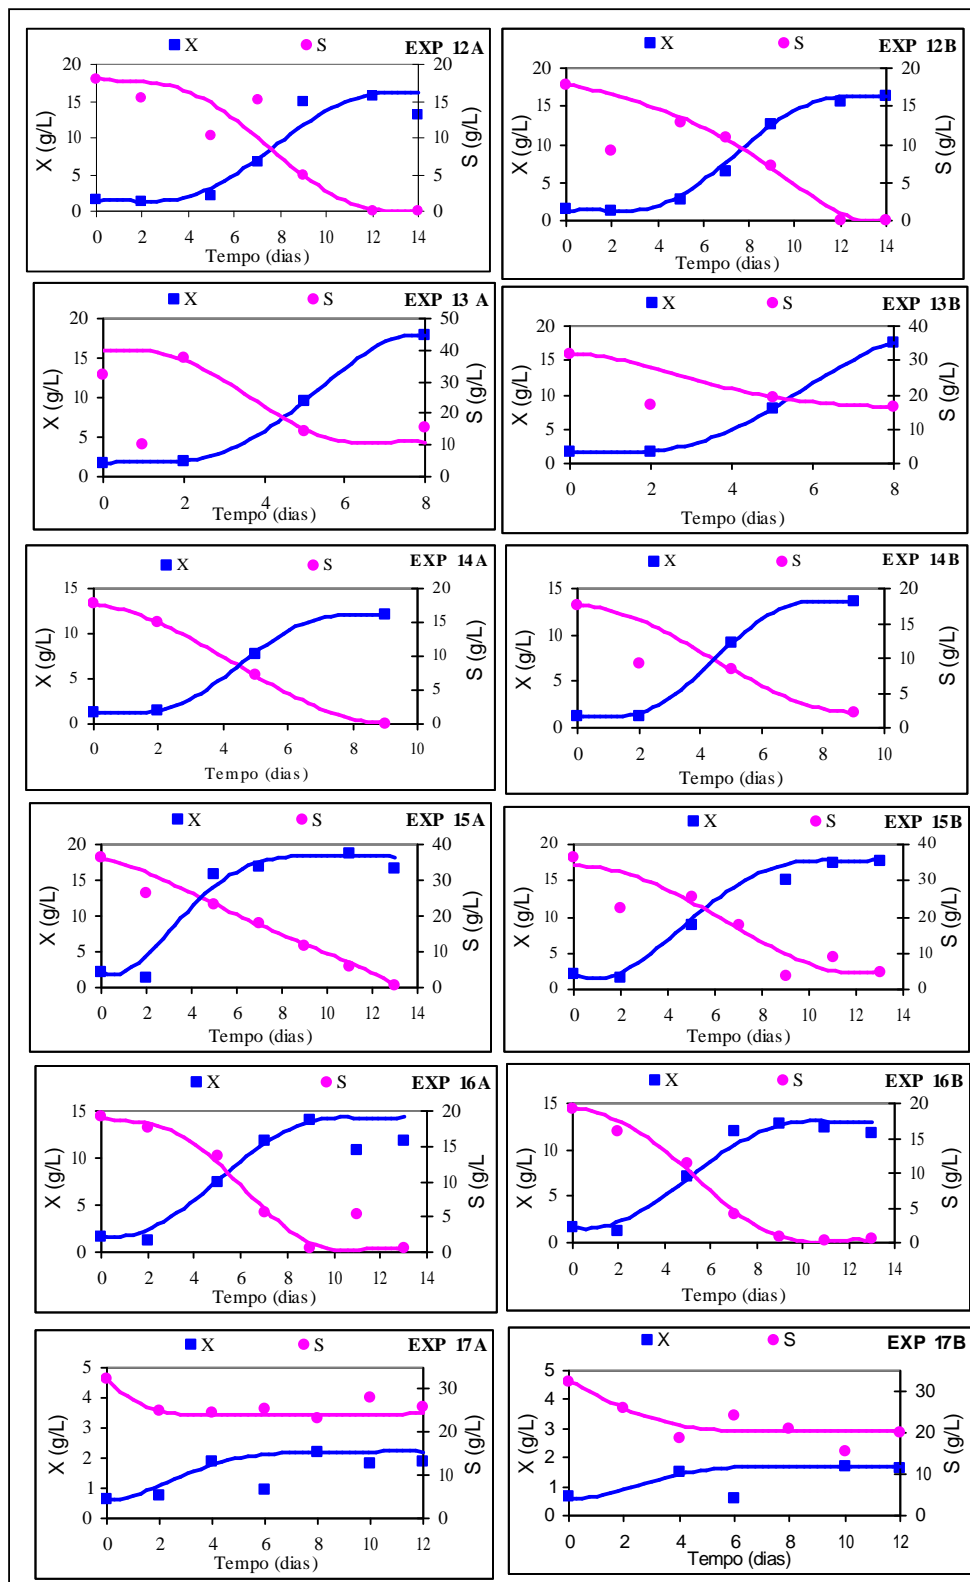 X S EXP 12A
20 20
15 15
10 10
5 5
0 0
X (g/L)
S (g/L)
0 2 4 6 8 10 12 14
Tempo (dias)
X S EXP 12B
20 20
15 15
10 10
5 5
0 0
X (g/L)
S (g/L)
0 2 4 6 8 10 12 14
Tempo (dias)
X S EXP 13 A
20 50
15 40
10 30
5 20
0 10
0
X (g/L)
S (g/L)
0 2 4 6 8
Tempo (dias)
X S EXP 13B
20 40
15 30
10 20
5 10
0 0
X (g/L)
S (g/L)
0 2 4 6 8
Tempo (dias)
X S EXP 14A
15 20
10 15
5 10
0 5
0
X (g/L)
S (g/L)
0 2 4 6 8 10
Tempo (dias)
X S EXP 14B
15 20
10 15
5 10
0 5
0
X (g/L)
S (g/L)
0 2 4 6 8 10
Tempo (dias)
X S EXP 15A
20 40
15 30
10 20
5 10
0 0
X (g/L)
S (g/L)
0 2 4 6 8 10 12 14
Tempo (dias)
X S EXP 15B
20 40
15 30
10 20
5 10
0 0
X (g/L)
S (g/L)
0 2 4 6 8 10 12 14
Tempo (dias)
X S EXP 16A
15 20
10 15
5 10
0 5
0
X (g/L)
S (g/L
0 2 4 6 8 10 12 14
Tempo (dias)
X S EXP 16B
15 20
10 15
5 10
0 5
0
X (g/L)
S (g/L)
0 2 4 6 8 10 12 14
Tempo (dias)
X S EXP 17A
5 30
4 20
3 10
2 0
1
0
X (g/L)
S (g/L)
0 2 4 6 8 10 12
Tempo (dias)
X S EXP 17B
5 30
4 20
3 10
2 0
1
0
X (g/L)
S (g/L)
0 2 4 6 8 10 12
Tempo (dias)